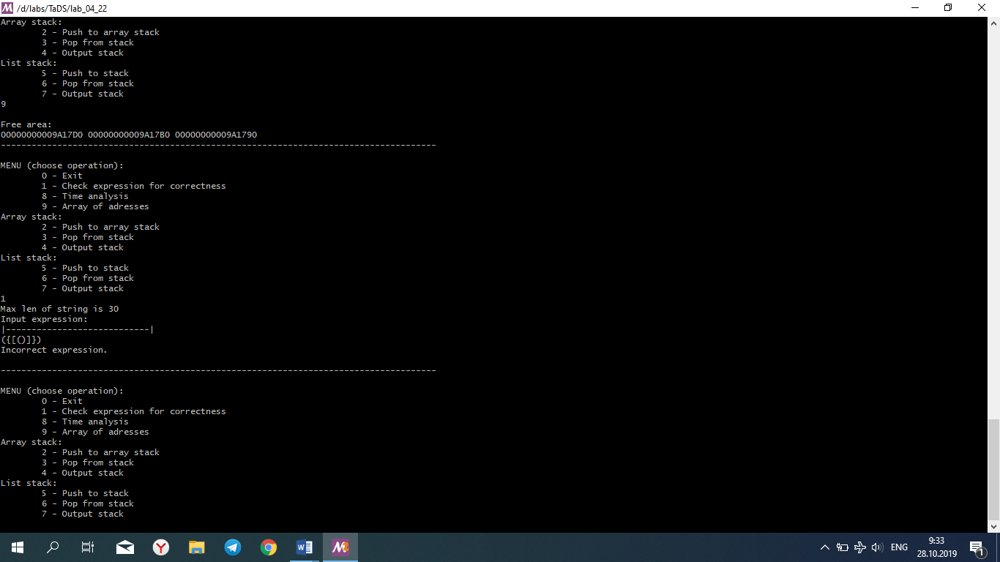 /d/labs/TaDS/lab_04_22
Array stack:
2 - Push to array stack
3 - Pop from stack
4 - Output stack
List stack:
5 - Push to stack
6 - Pop from stack
7 - Output stack
9
Free area:
00000000009A17D0 00000000009A17B0 00000000009A1790
-------------------------------------------------------------------------------------
MENU (choose operation):
0 - Exit
1 - Check expression for correctness
8 - Time analysis
9 - Array of adresses
Array stack:
2 - Push to array stack
3 - Pop from stack
4 - Output stack
List stack:
5 - Push to stack
6 - Pop from stack
7 - Output stack
1
Max len of string is 30
Input expression:
|----------------------------|
({[()]})
Incorrect expression.
-------------------------------------------------------------------------------------
MENU (choose operation):
0 - Exit
1 - Check expression for correctness
8 - Time analysis
9 - Array of adresses
Array stack:
2 - Push to array stack
3 - Pop from stack
4 - Output stack
List stack:
5 - Push to stack
6 - Pop from stack
7 - Output stack
ENG
9:33
28.10.2019
1